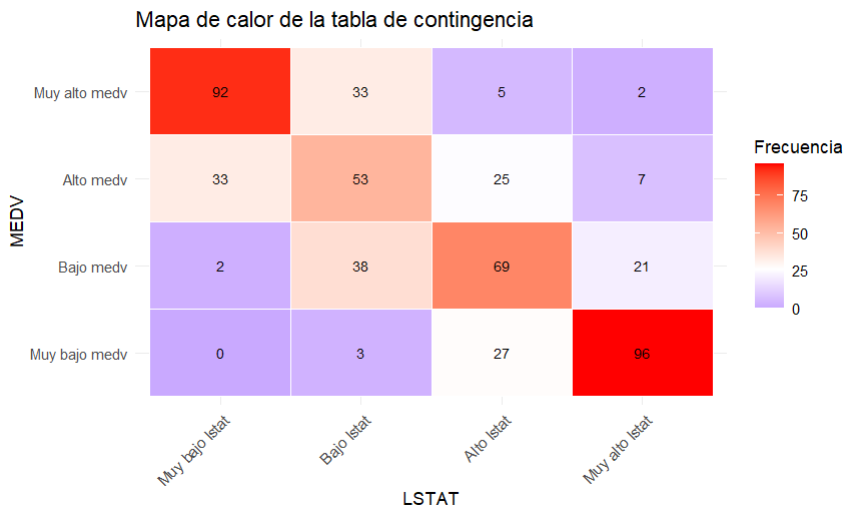 Mapa de calor de la tabla de contingencia
MEDV
Muy alto medv 92 33 5 2
Alto medv 33 53 25 7
Bajo medv 2 38 69 21
Muy bajo medv 0 3 27 96
Muy bajo lstat Bajo lstat Alto lstat Muy alto lstat
LSTAT
Frecuencia
75
50
25
0